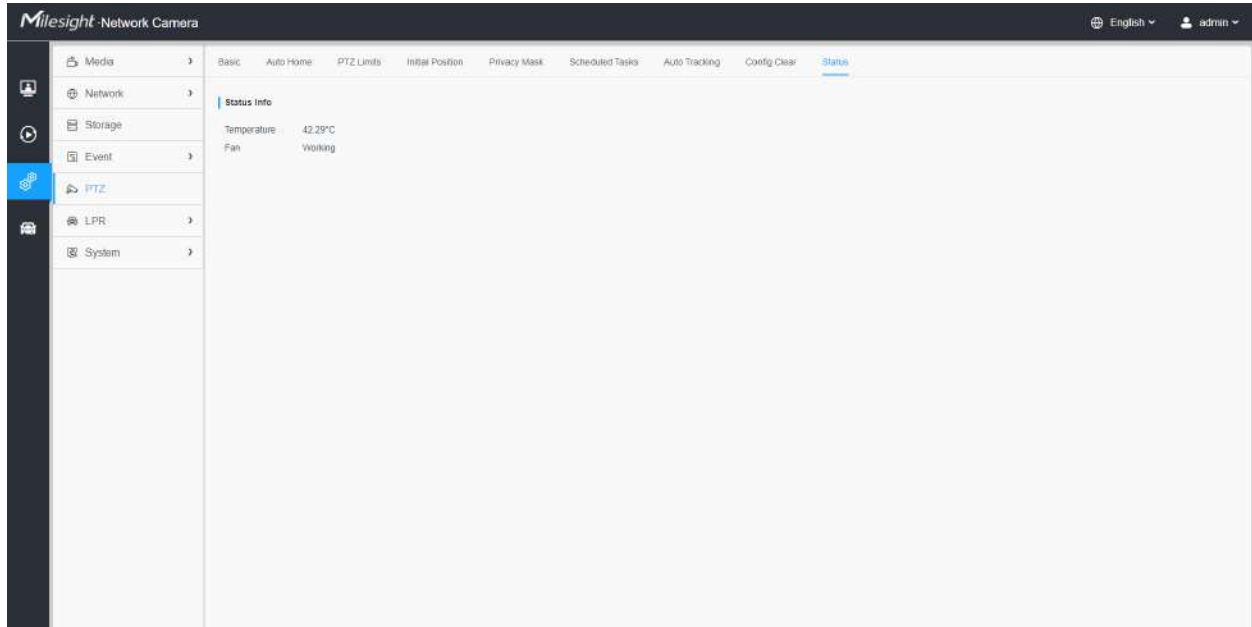 Milesight Network Camera
English
admin
Media
Network
Storage
Event
PTZ
LPR
System
Basic Auto Home PTZ Limits Initial Position Privacy Mask Scheduled Tasks Auto Tracking Config Clear Status
Status Info
Temperature 42.29°C
Fan Working